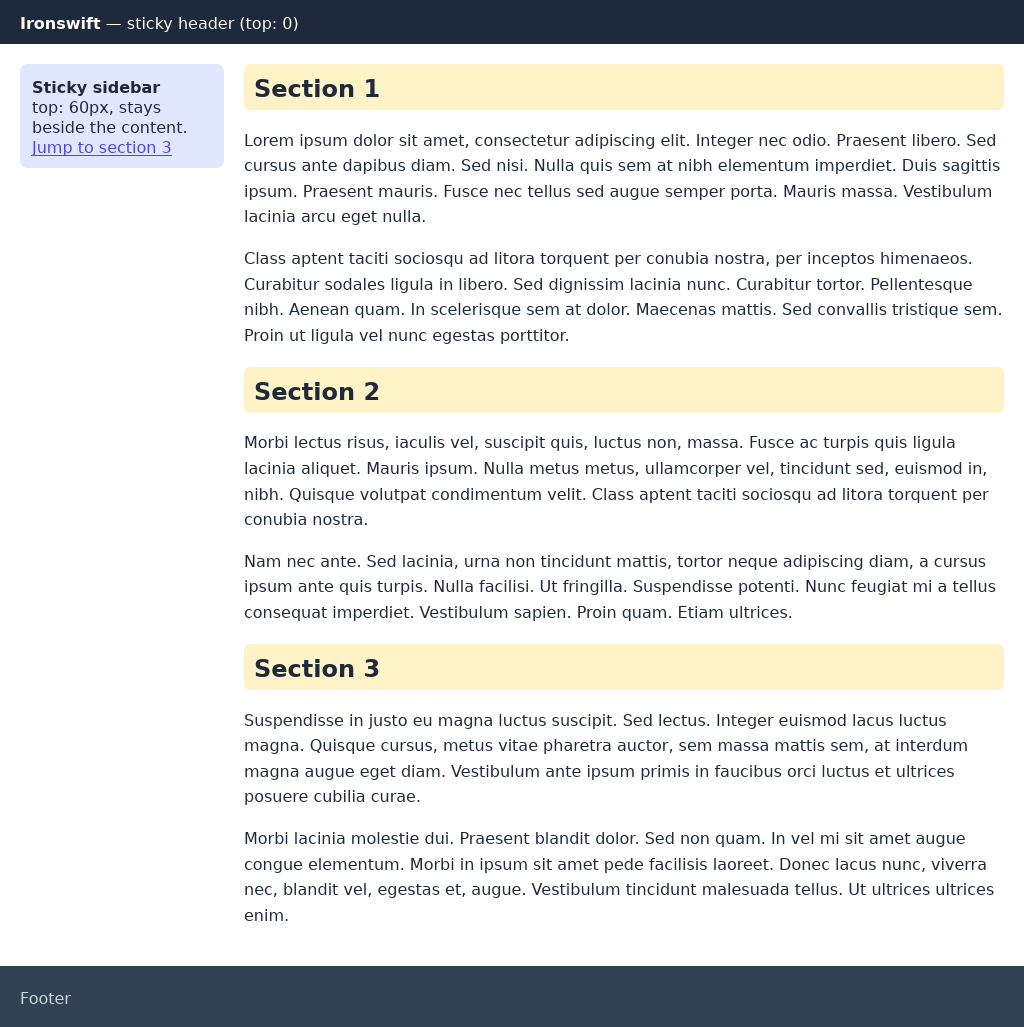 Ironswift — sticky header (top: 0)
Sticky sidebar
top: 60px, stays
beside the content.
Jump to section 3
Section 1
Lorem ipsum dolor sit amet, consectetur adipiscing elit. Integer nec odio. Praesent libero. Sed
cursus ante dapibus diam. Sed nisi. Nulla quis sem at nibh elementum imperdiet. Duis sagittis
ipsum. Praesent mauris. Fusce nec tellus sed augue semper porta. Mauris massa. Vestibulum
lacinia arcu eget nulla.
Class aptent taciti sociosqu ad litora torquent per conubia nostra, per inceptos himenaeos.
Curabitur sodales ligula in libero. Sed dignissim lacinia nunc. Curabitur tortor. Pellentesque
nibh. Aenean quam. In scelerisque sem at dolor. Maecenas mattis. Sed convallis tristique sem.
Proin ut ligula vel nunc egestas porttitor.
Section 2
Morbi lectus risus, iaculis vel, suscipit quis, luctus non, massa. Fusce ac turpis quis ligula
lacinia aliquet. Mauris ipsum. Nulla metus metus, ullamcorper vel, tincidunt sed, euismod in,
nibh. Quisque volutpat condimentum velit. Class aptent taciti sociosqu ad litora torquent per
conubia nostra.
Nam nec ante. Sed lacinia, urna non tincidunt mattis, tortor neque adipiscing diam, a cursus
ipsum ante quis turpis. Nulla facilisi. Ut fringilla. Suspendisse potenti. Nunc feugiat mi a tellus
consequat imperdiet. Vestibulum sapien. Proin quam. Etiam ultrices.
Section 3
Suspendisse in justo eu magna luctus suscipit. Sed lectus. Integer euismod lacus luctus
magna. Quisque cursus, metus vitae pharetra auctor, sem massa mattis sem, at interdum
magna augue eget diam. Vestibulum ante ipsum primis in faucibus orci luctus et ultrices
posuere cubilia curae.
Morbi lacinia molestie dui. Praesent blandit dolor. Sed non quam. In vel mi sit amet augue
congue elementum. Morbi in ipsum sit amet pede facilisis laoreet. Donec lacus nunc, viverra
nec, blandit vel, egestas et, augue. Vestibulum tincidunt malesuada tellus. Ut ultrices ultrices
enim.
Footer